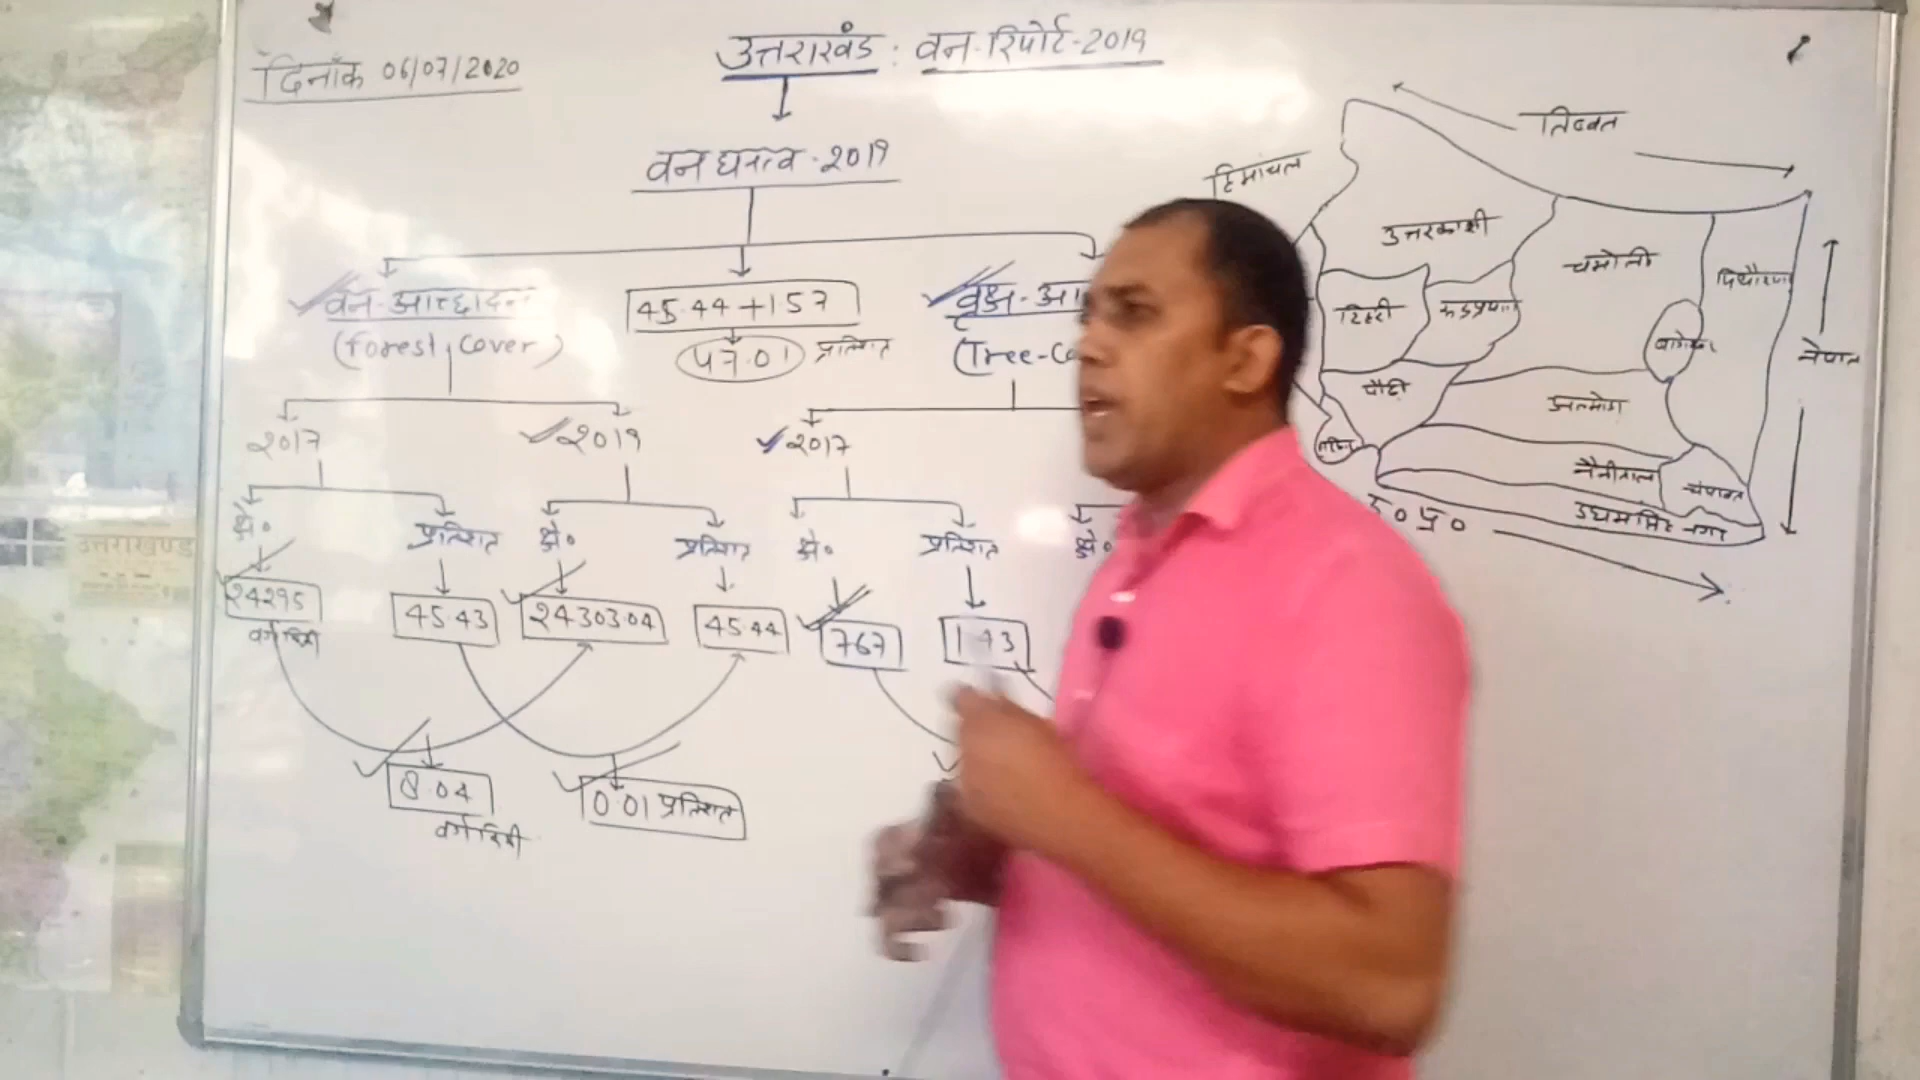 दिनाँक 06/07/2020
उत्तराखंड : वन-रिपोर्ट-2019
वन घनत्व-2019
वन-आच्छादन
(forest, cover)
45.44+1.57
47.01 प्रतिशत
वृक्ष-आ
(Tree-Co
2017
2019
2017
क्षे०
प्रतिशत
क्षे०
प्रतिशत
क्षे०
प्रतिशत
क्षे०
24295
वर्ग किमी
45.43
24303.04
45.44
767
1.43
8.04
वर्ग किमी
0.01 प्रतिशत
तिब्बत
हिमांचल
उत्तरकाशी
चमोली
टिहरी
रुद्रप्रयाग
बागेश्वर
नेपाल
पौड़ी
अल्मोड़ा
नैनीताल
चंपावत
उ०प्र०
उधमसिंह नगर
उत्तराखण्ड